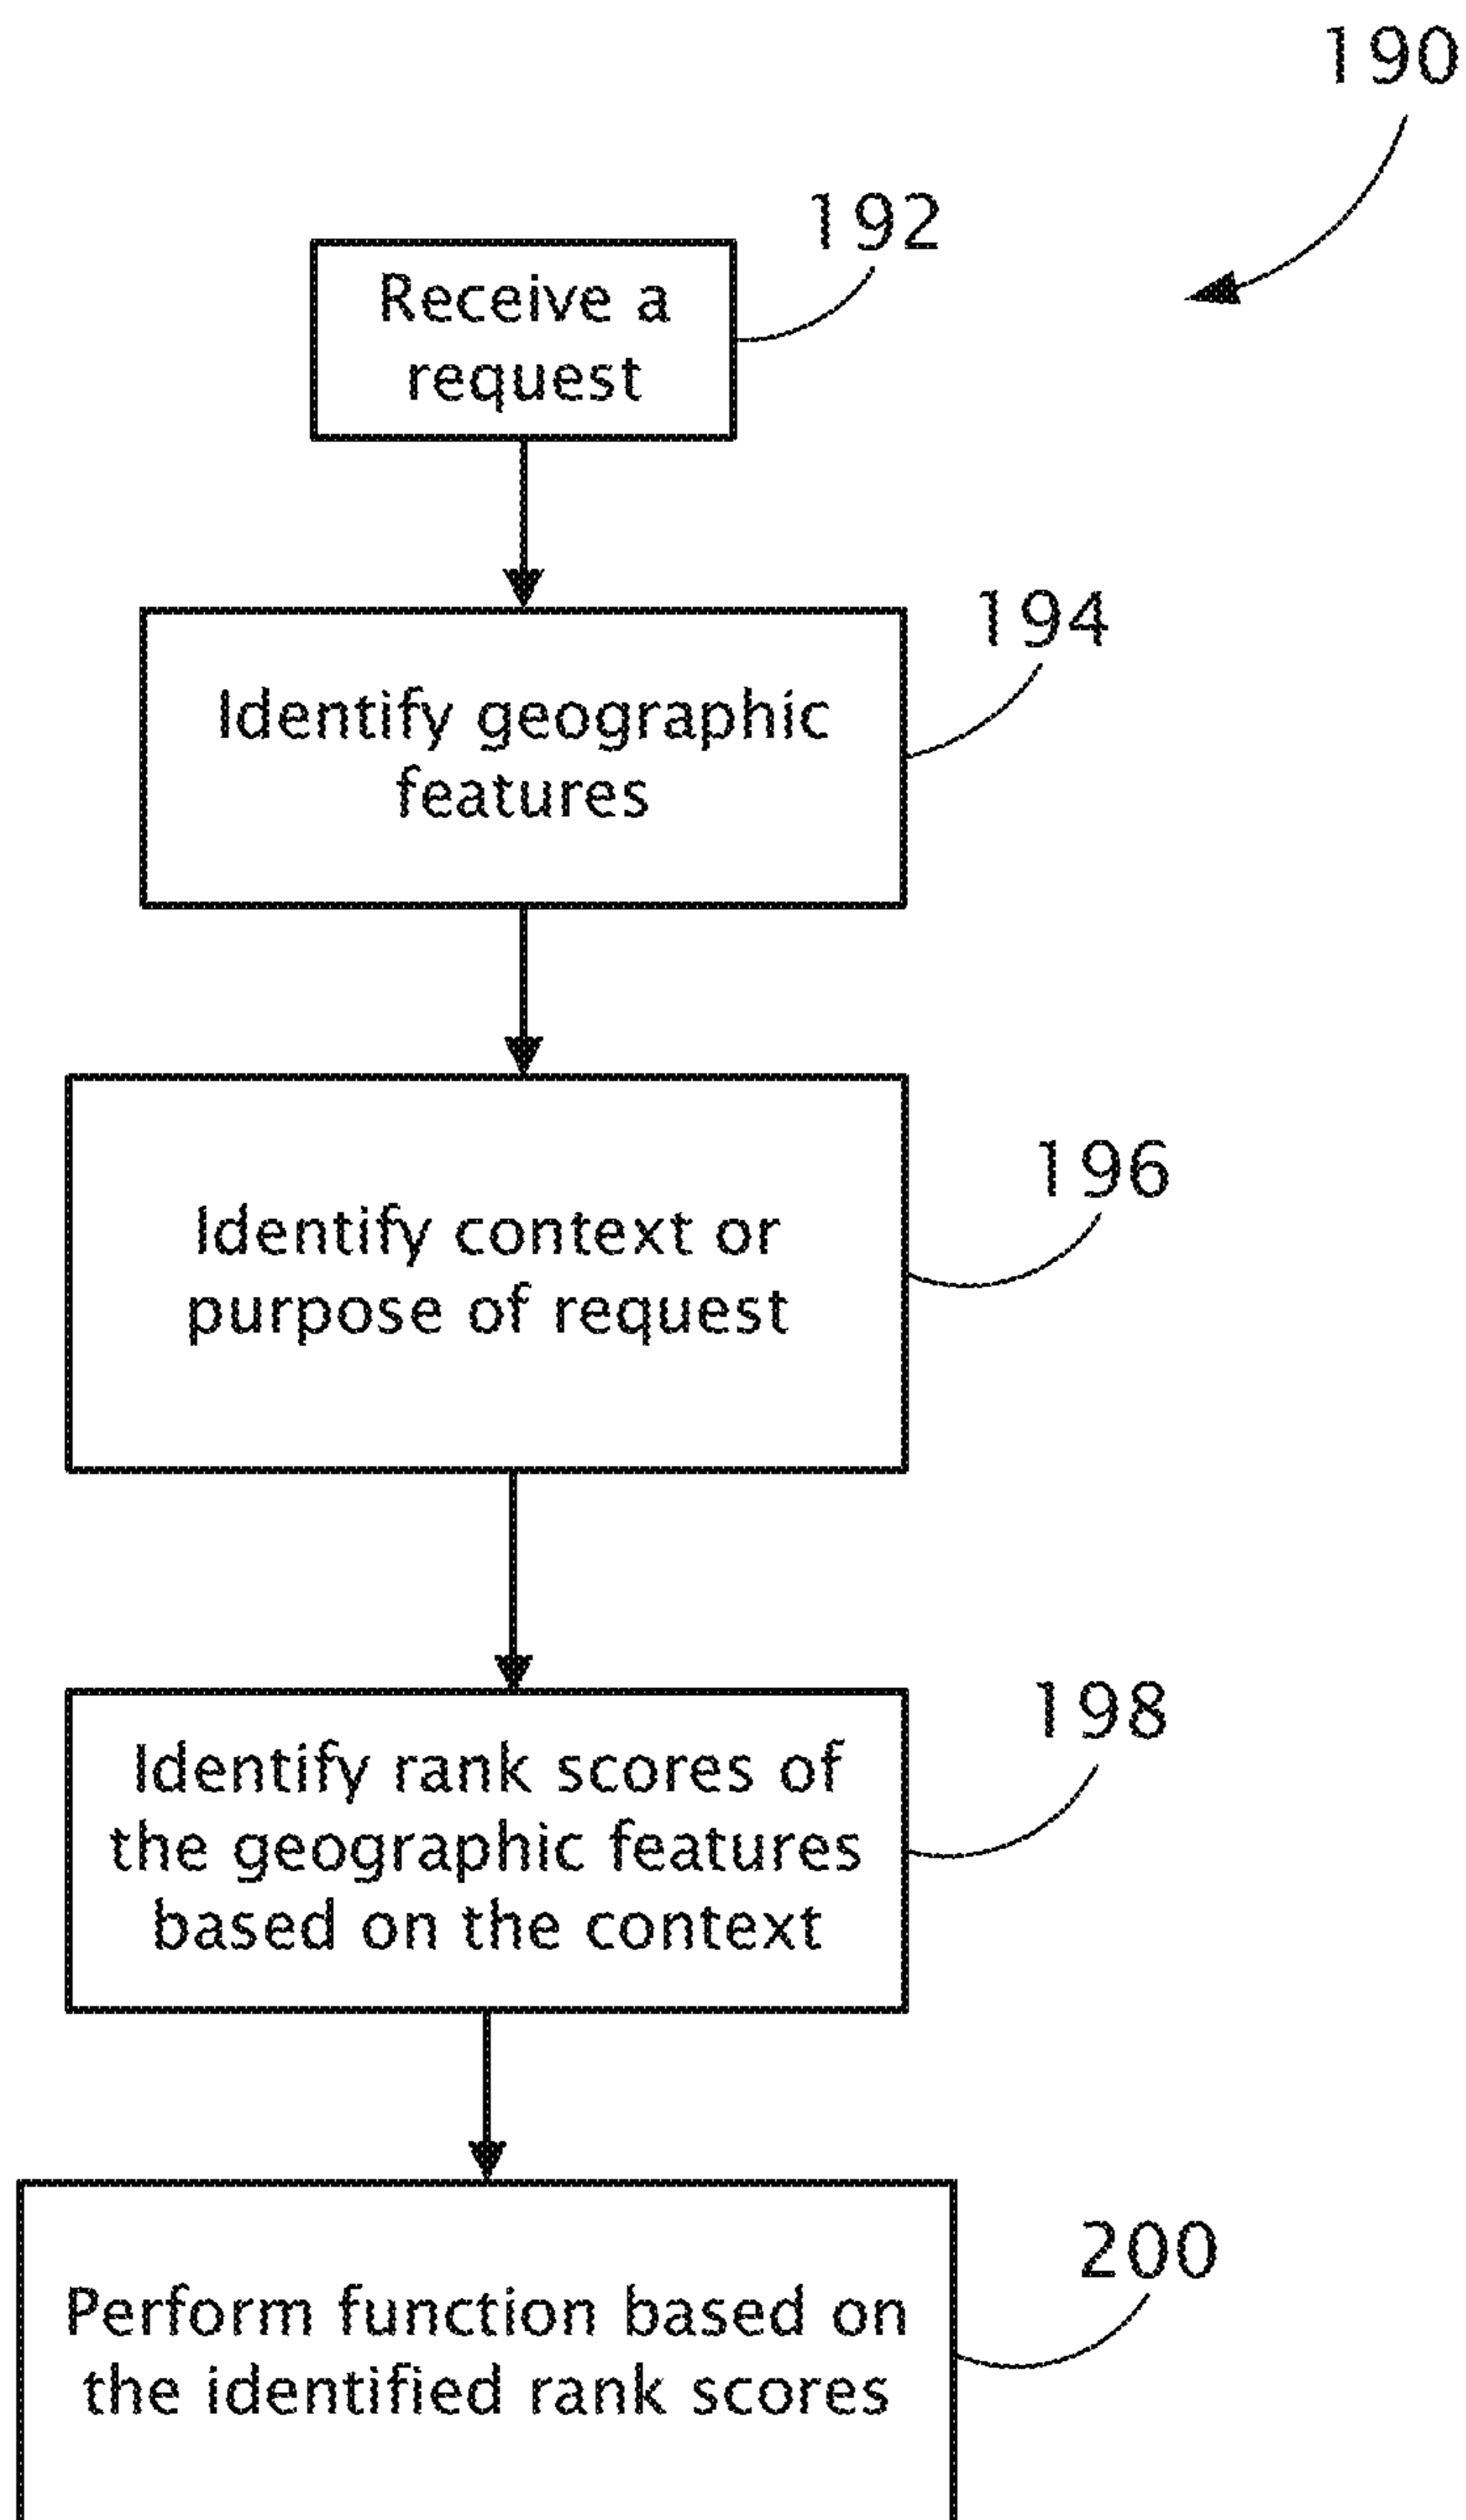 190
192
Receive a
request
194
Identify geographic
features
196
Identify context or
purpose of request
198
Identify rank scores of
the geographic features
based on the context
200
Perform function based on
the identified rank scores